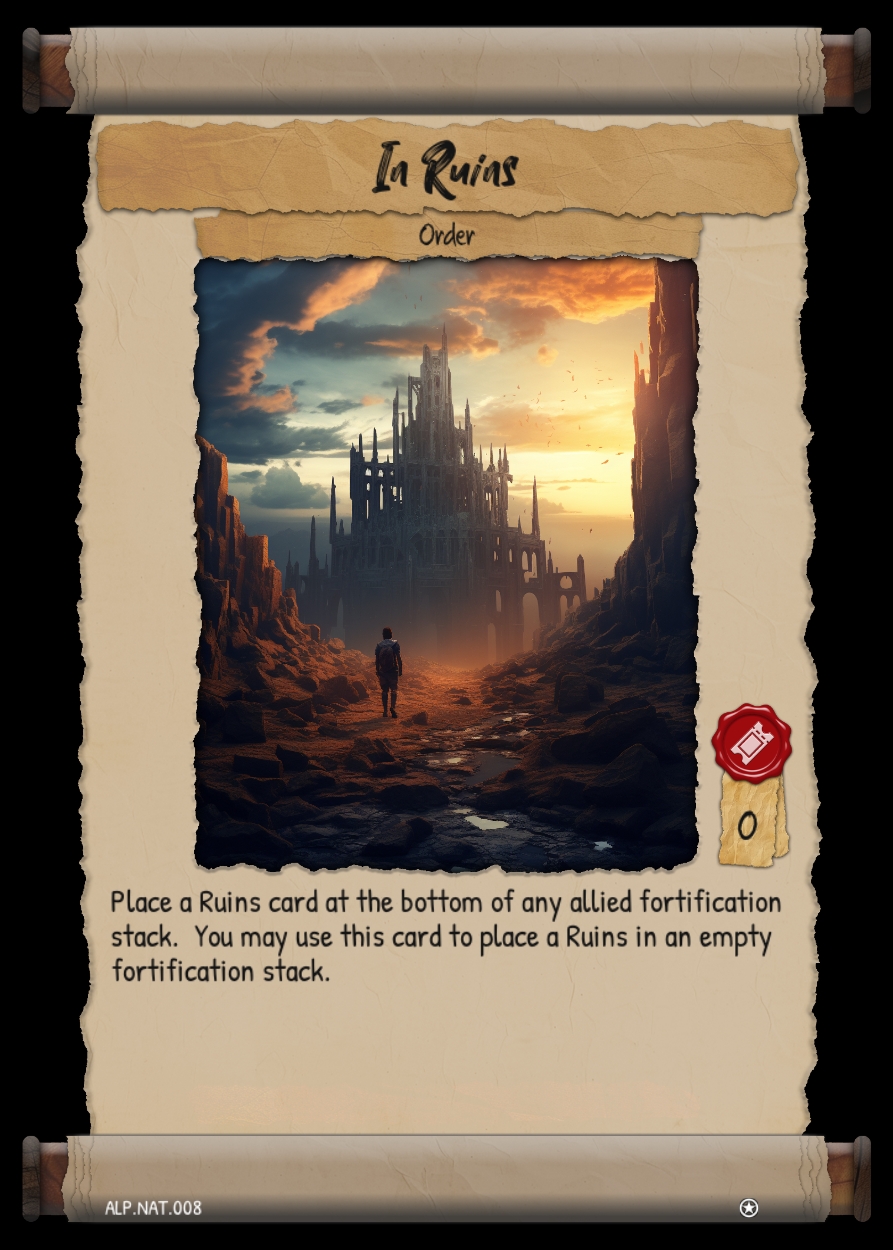 In Ruins
Order
0
Place a Ruins card at the bottom of any allied fortification
stack.  You may use this card to place a Ruins in an empty
fortification stack.
ALP.NAT.008